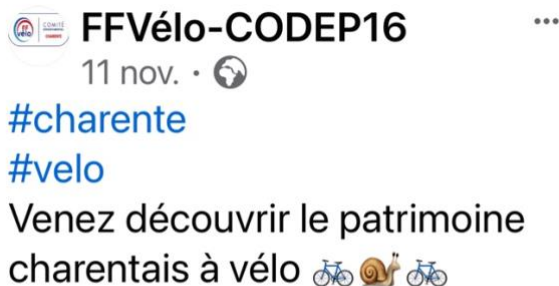 FFVélo-CODEP16
11 nov. ·
#charente
#velo
Venez découvrir le patrimoine
charentais à vélo 🚲🐌🚲